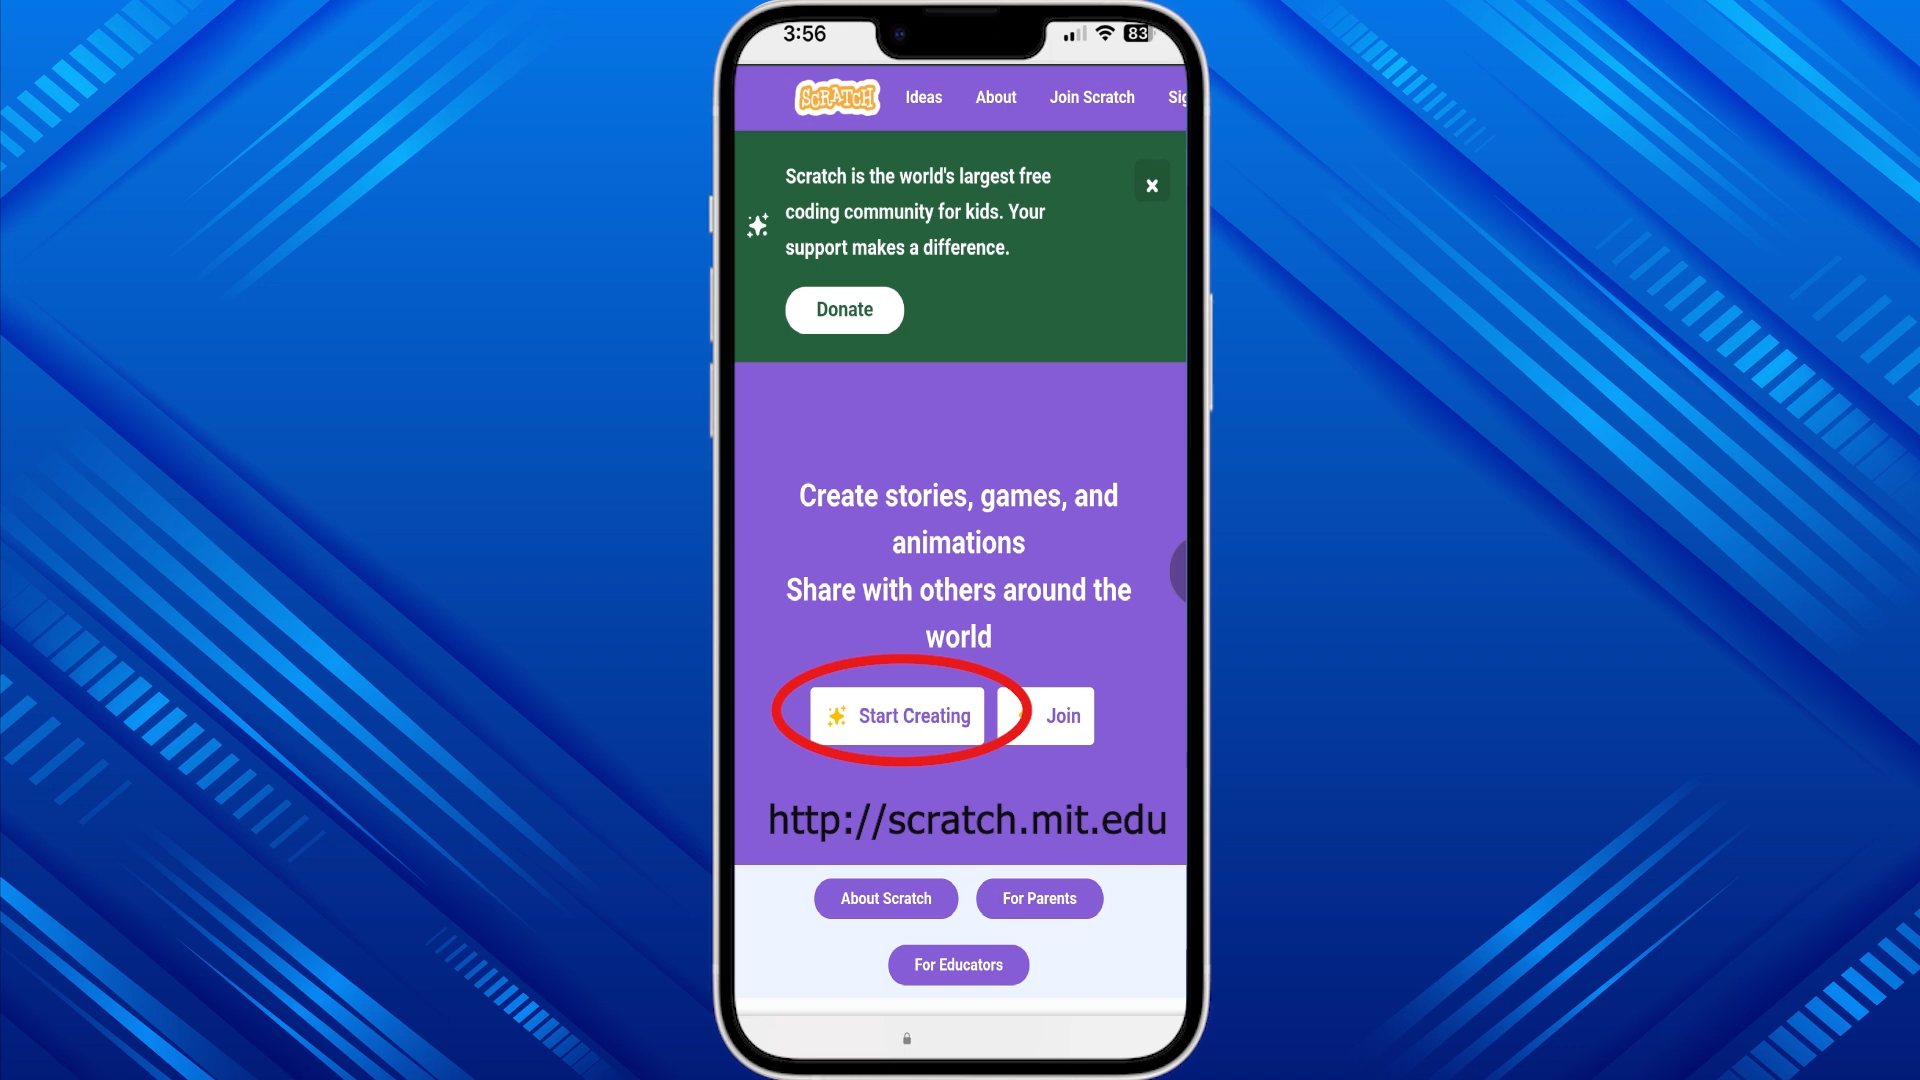 3:56
83
SCRATCH Ideas About Join Scratch
Scratch is the world's largest free
coding community for kids. Your
support makes a difference.
Donate
Create stories, games, and
animations
Share with others around the
world
Start Creating Join
http://scratch.mit.edu
About Scratch For Parents
For Educators